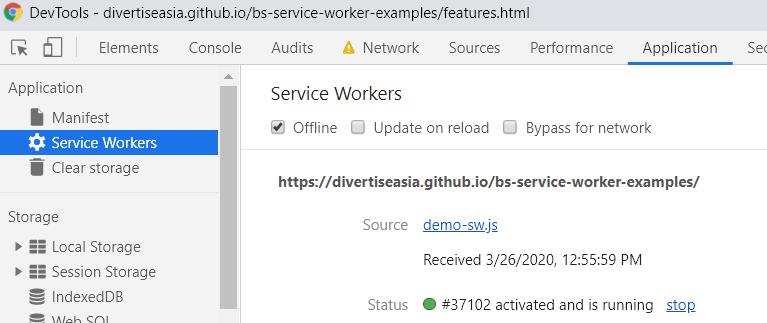 DevTools - divertiseasia.github.io/bs-service-worker-examples/features.html
Elements Console Audits Network Sources Performance Application
Application
Manifest
Service Workers
Clear storage
Storage
Local Storage
Session Storage
IndexedDB
Web SQL
Service Workers
Offline Update on reload Bypass for network
https://divertiseasia.github.io/bs-service-worker-examples/
Source demo-sw.js
Received 3/26/2020, 12:55:59 PM
Status #37102 activated and is running stop